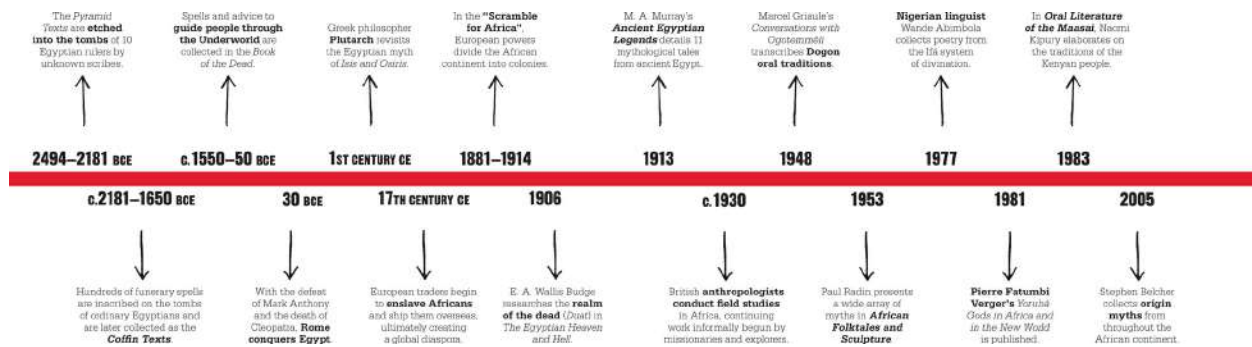 The Pyramid
Texts are etched
into the tombs of 10
Egyptian rulers by
unknown scribes.
Spells and advice to
guide people through
the Underworld are
collected in the Book
of the Dead.
Greek philosopher
Plutarch revisits
the Egyptian myth
of Isis and Osiris.
In the “Scramble
for Africa”,
European powers
divide the African
continent into colonies.
M. A. Murray’s
Ancient Egyptian
Legends details 11
mythological tales
from ancient Egypt.
Marcel Griaule’s
Conversations with
Ogotemmêli
transcribes Dogon
oral traditions.
Nigerian linguist
Wande Abimbola
collects poetry from
the Ifá system
of divination.
In Oral Literature
of the Maasai, Naomi
Kipury elaborates on
the traditions of the
Kenyan people.
2494–2181 BCE
c.1550–50 BCE
1ST CENTURY CE
1881–1914
1913
1948
1977
1983
c.2181–1650 BCE
30 BCE
17TH CENTURY CE
1906
c.1930
1953
1981
2005
Hundreds of funerary spells
are inscribed on the tombs
of ordinary Egyptians and
are later collected as the
Coffin Texts.
With the defeat
of Mark Anthony
and the death of
Cleopatra, Rome
conquers Egypt.
European traders begin
to enslave Africans
and ship them overseas,
ultimately creating
a global diaspora.
E. A. Wallis Budge
researches the realm
of the dead (Duat) in
The Egyptian Heaven
and Hell.
British anthropologists
conduct field studies
in Africa, continuing
work informally begun by
missionaries and explorers.
Paul Radin presents
a wide array of
myths in African
Folktales and
Sculpture
Pierre Fatumbi
Verger’s Yorubá
Gods in Africa and
in the New World
is published.
Stephen Belcher
collects origin
myths from
throughout the
African continent.